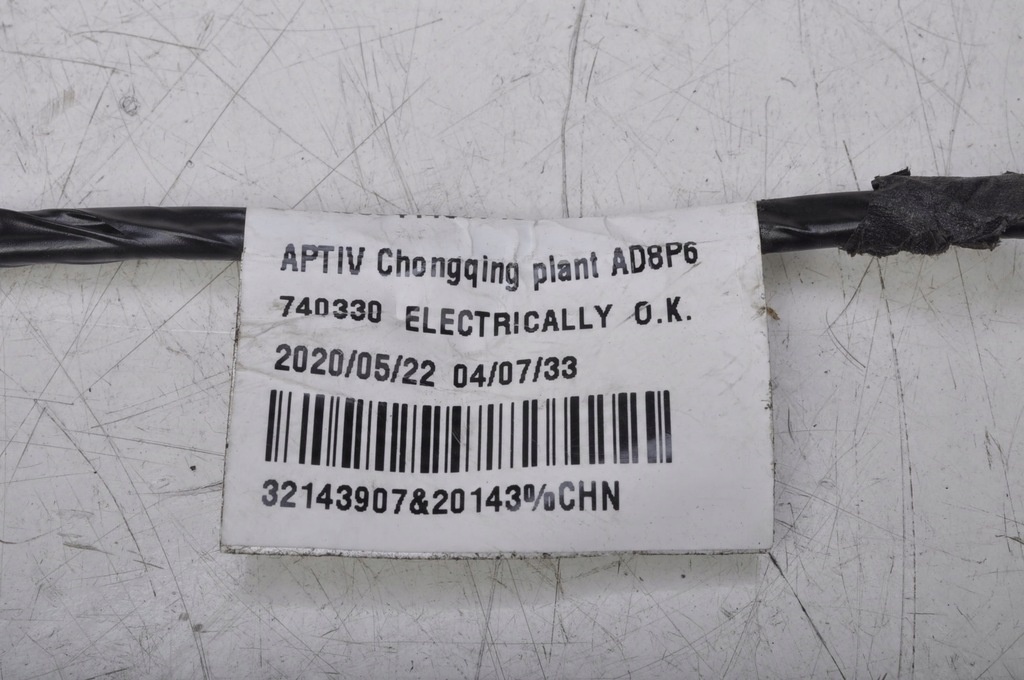 APTIV Chongqing plant AD8P6
740330 ELECTRICALLY O.K.
2020/05/22 04/07/33
32143907&20143%CHN